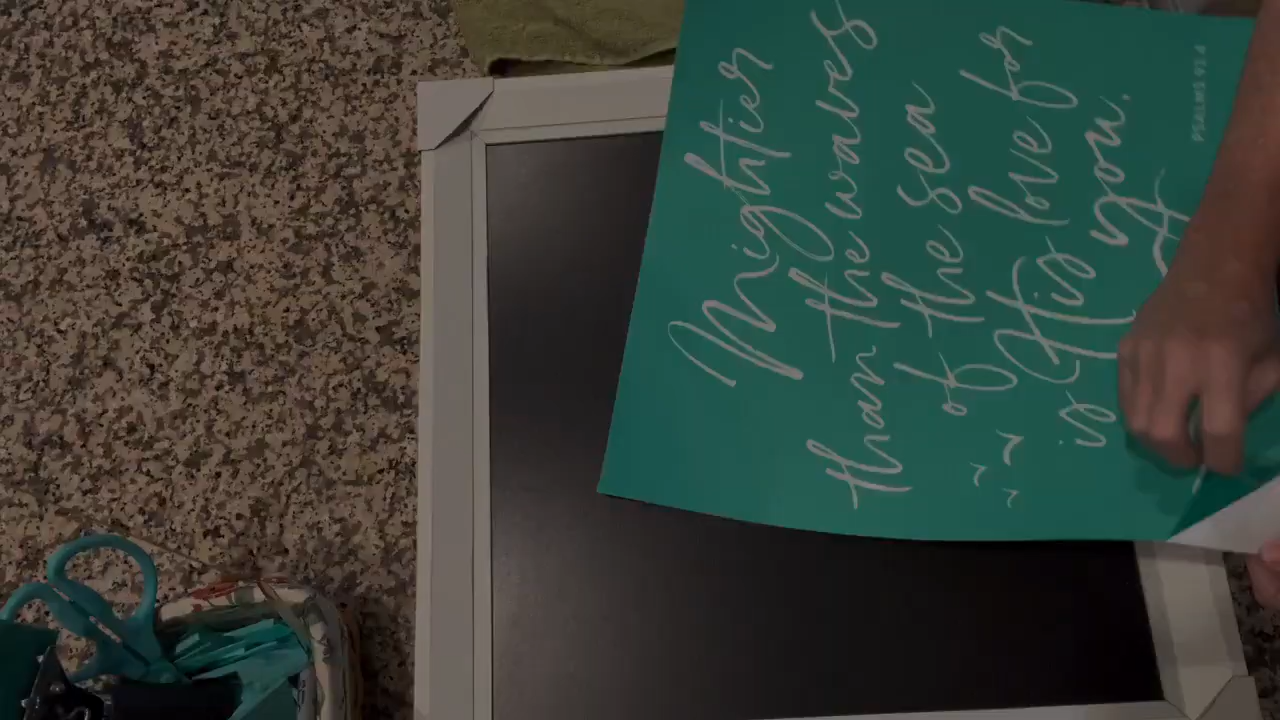 Mightier
than the waves
of the sea
is His love for
you.
PSALMS 93:4